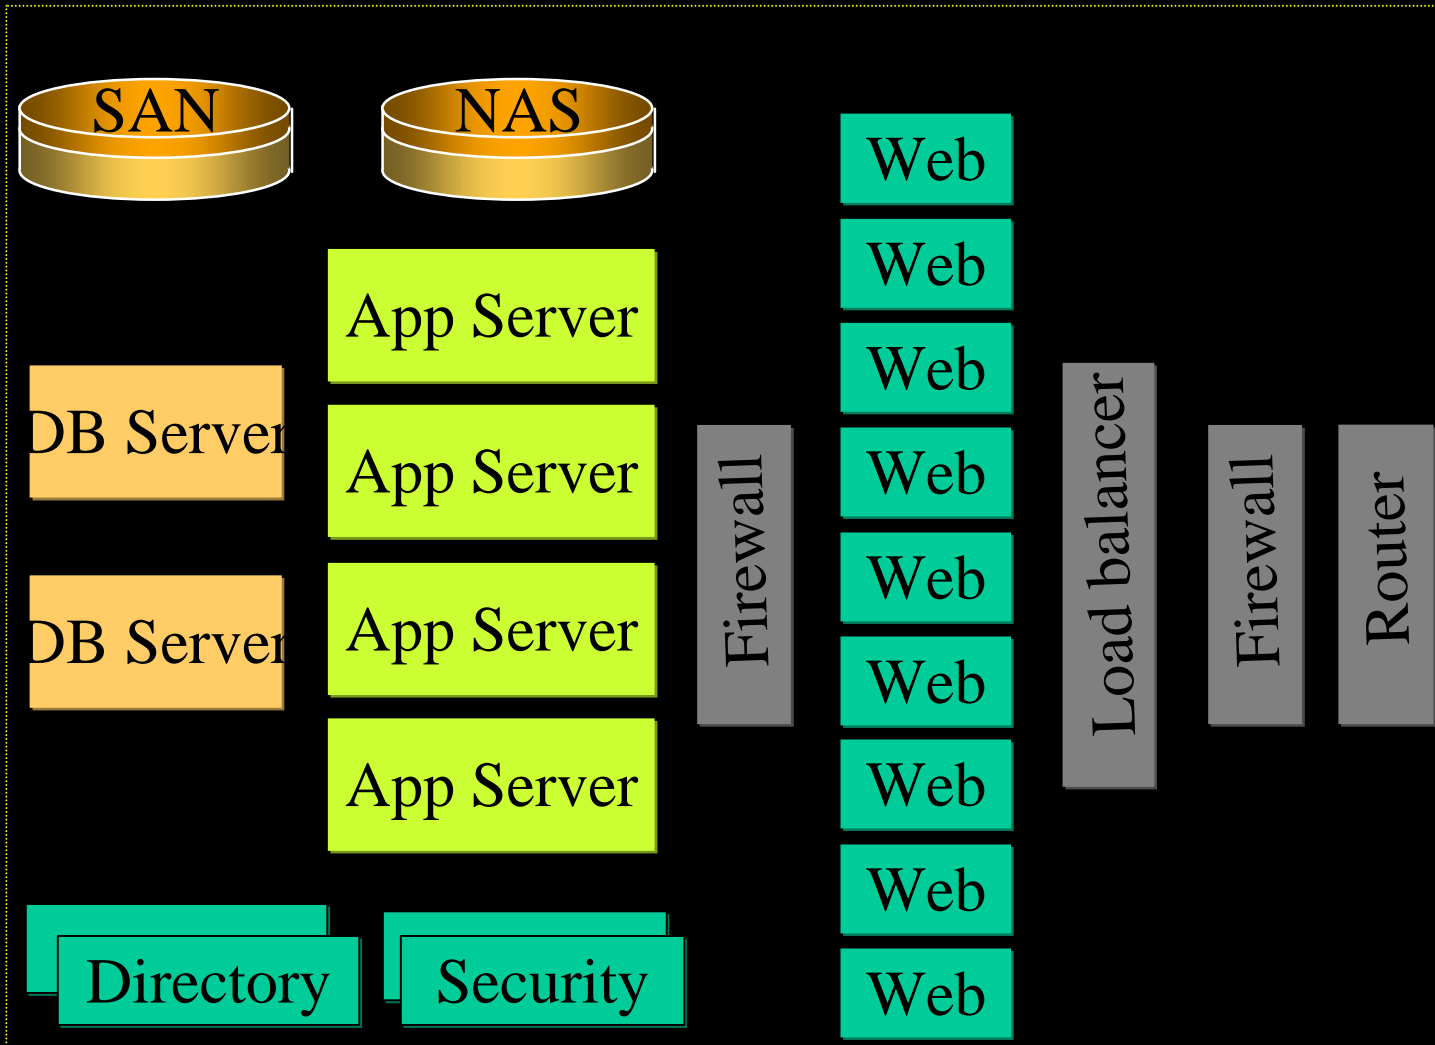 SAN
NAS
Web
Web
App Server
Web
DB Server
App Server
Web
Firewall
Load balancer
Firewall
Router
Web
DB Server
App Server
Web
App Server
Web
Web
Directory
Security
Web